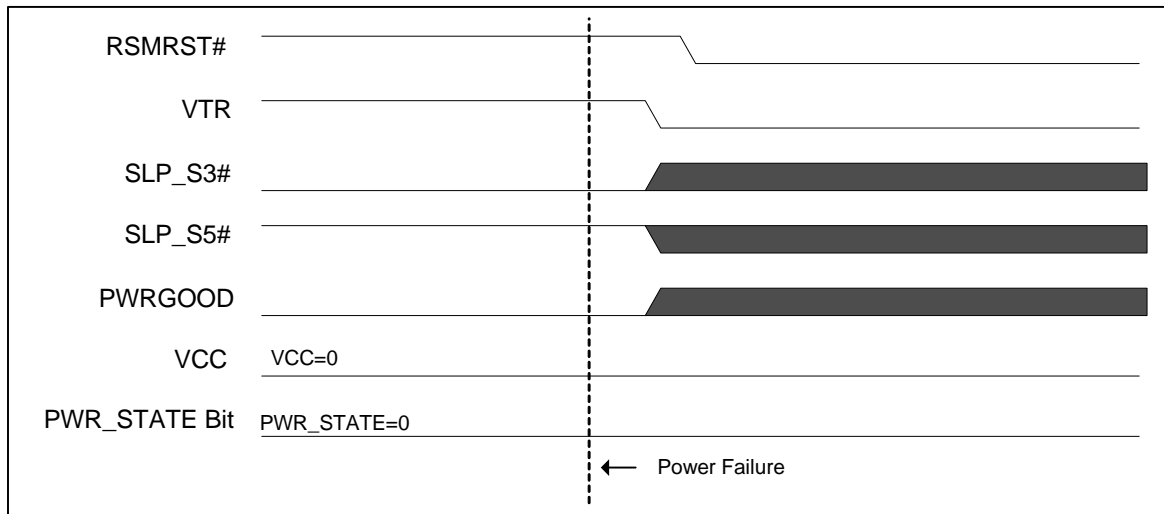 RSMRST#
VTR
SLP_S3#
SLP_S5#
PWRGOOD
VCC VCC=0
PWR_STATE Bit PWR_STATE=0
Power Failure